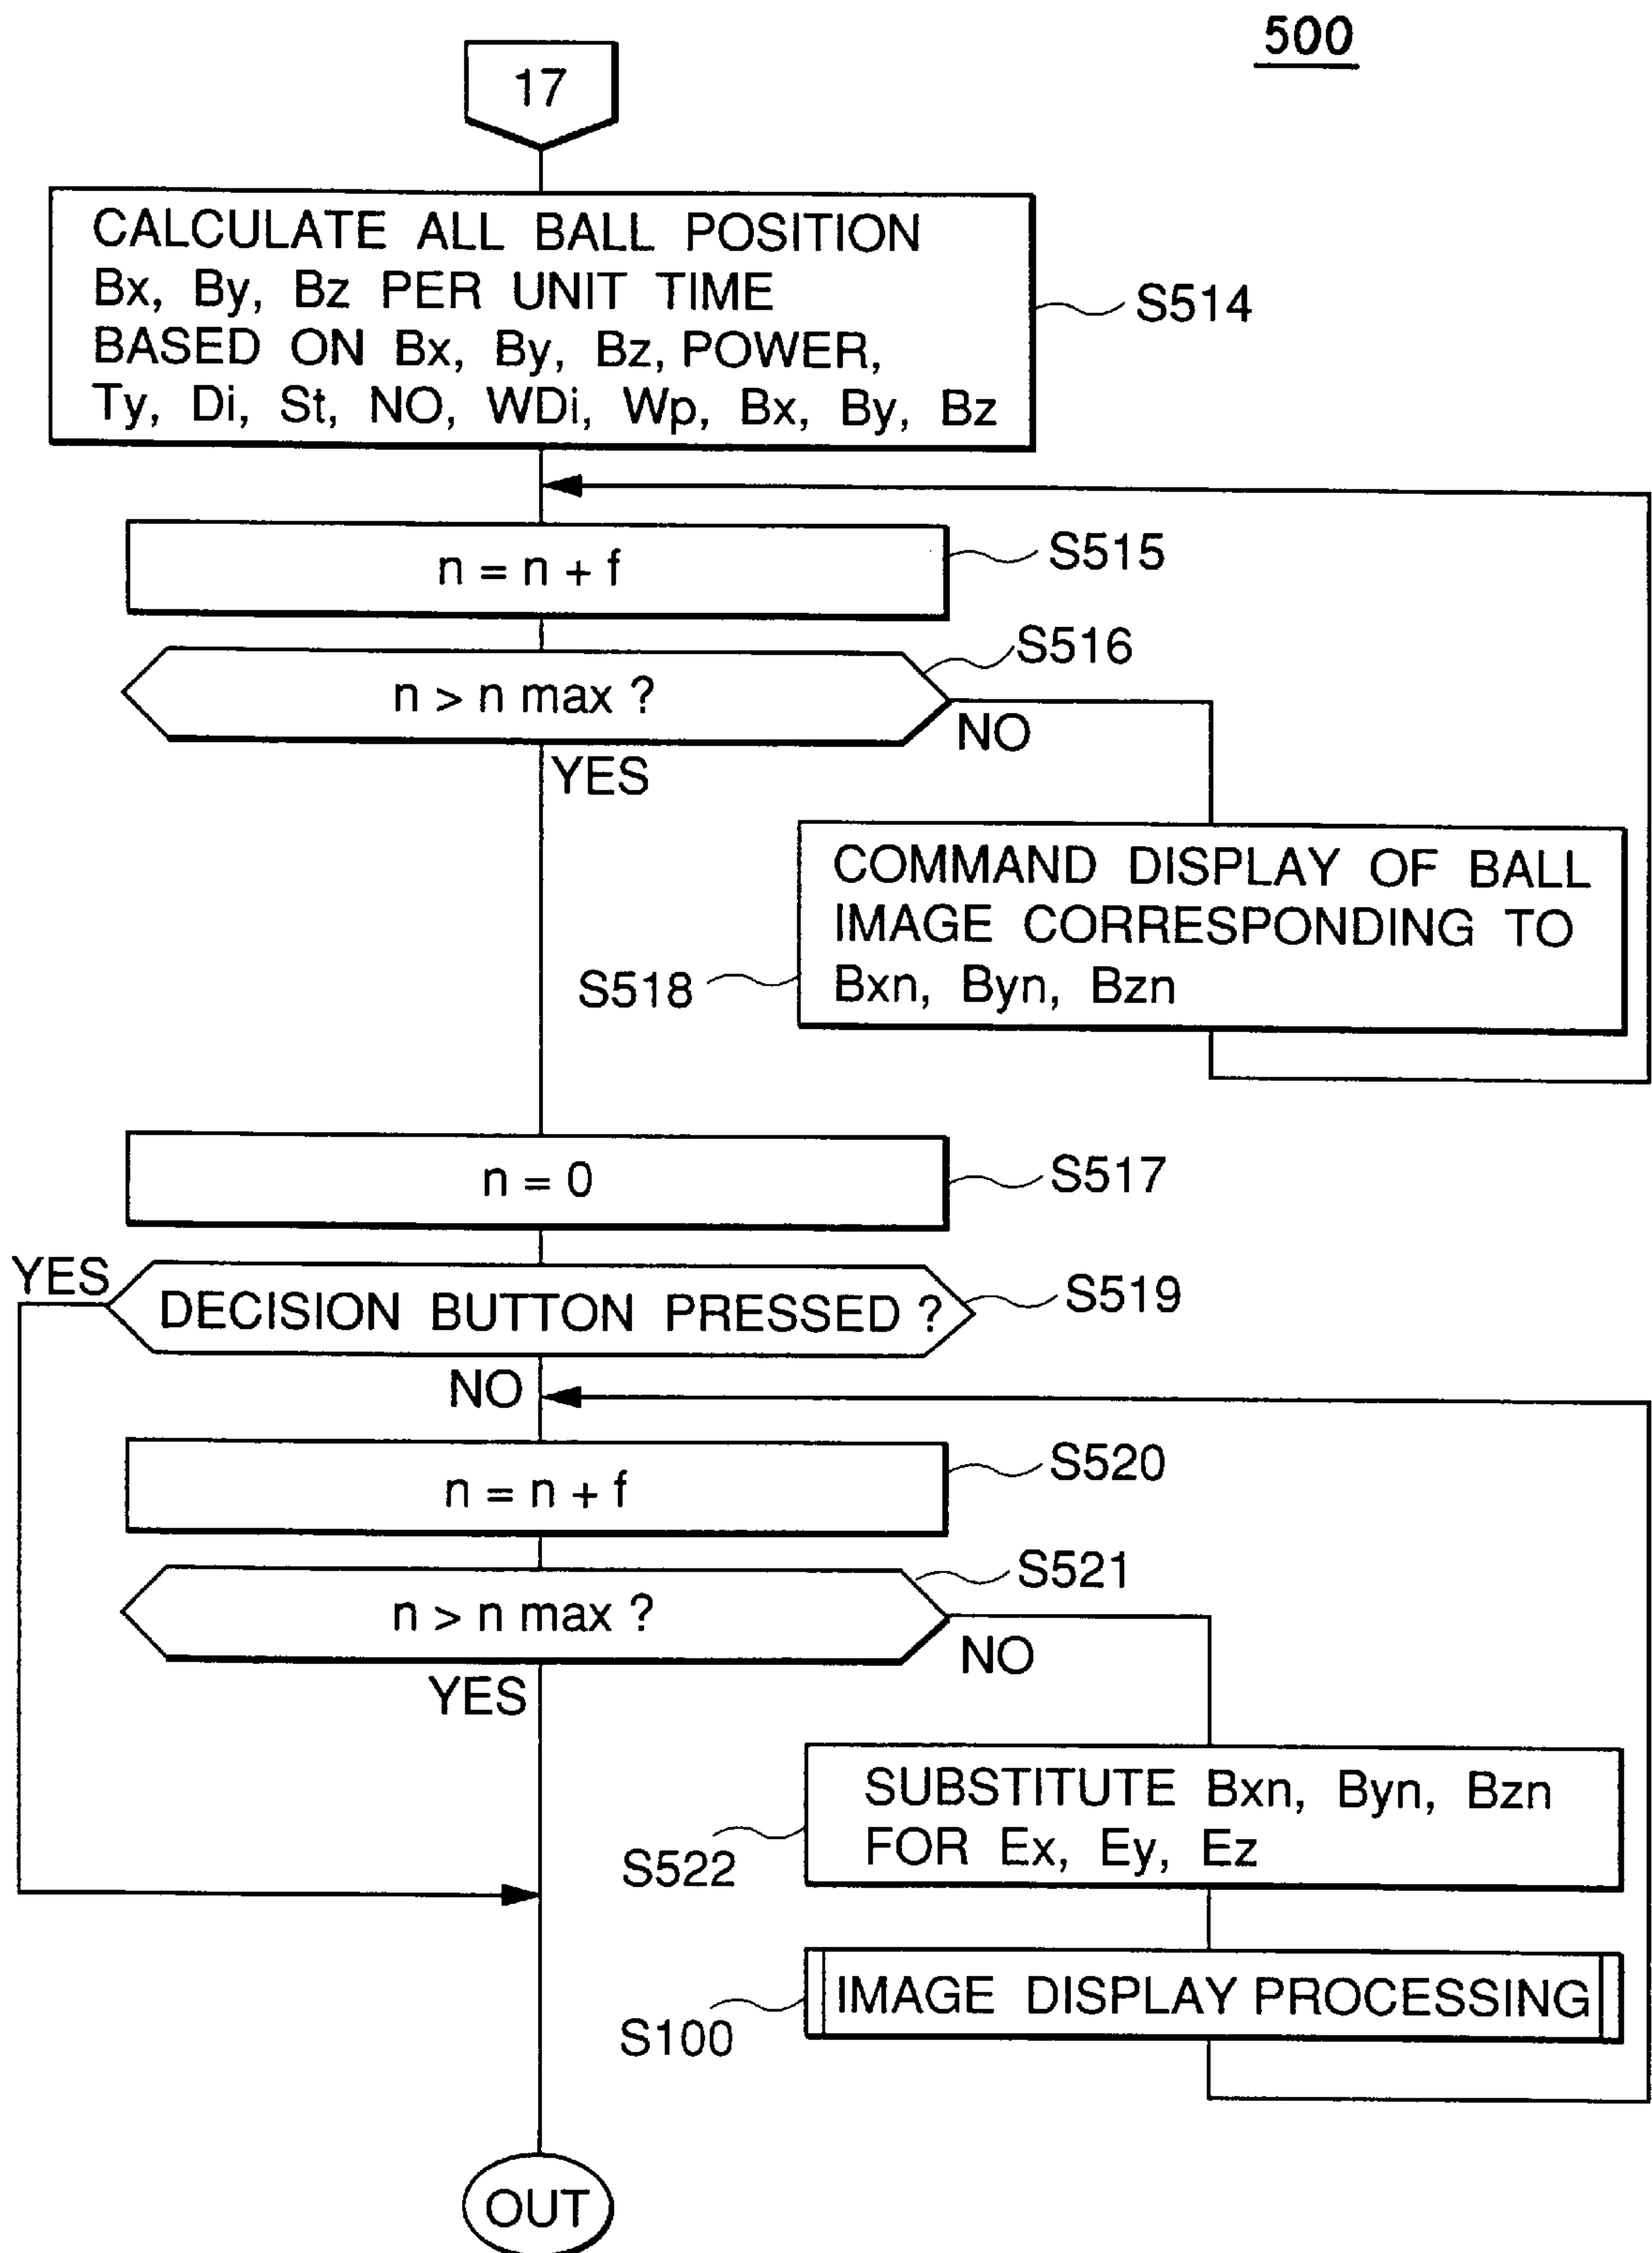 500
17
CALCULATE ALL BALL POSITION
Bx, By, Bz PER UNIT TIME
BASED ON Bx, By, Bz, POWER,
Ty, Di, St, NO, WDi, Wp, Bx, By, Bz
S514
n = n + f
S515
n > n max ?
S516
NO
YES
COMMAND DISPLAY OF BALL
IMAGE CORRESPONDING TO
Bxn, Byn, Bzn
S518
n = 0
S517
YES
DECISION BUTTON PRESSED ?
S519
NO
n = n + f
S520
n > n max ?
S521
NO
YES
SUBSTITUTE Bxn, Byn, Bzn
FOR Ex, Ey, Ez
S522
IMAGE DISPLAY PROCESSING
S100
OUT